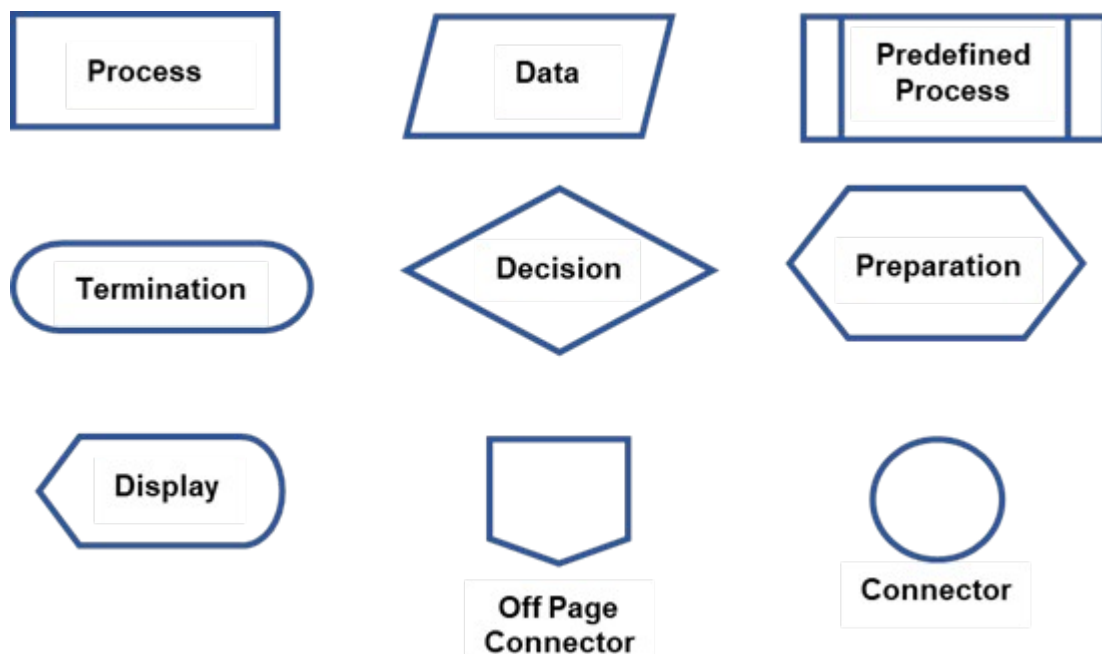 Process
Data
Predefined
Process
Termination
Decision
Preparation
Display
Off Page
Connector
Connector